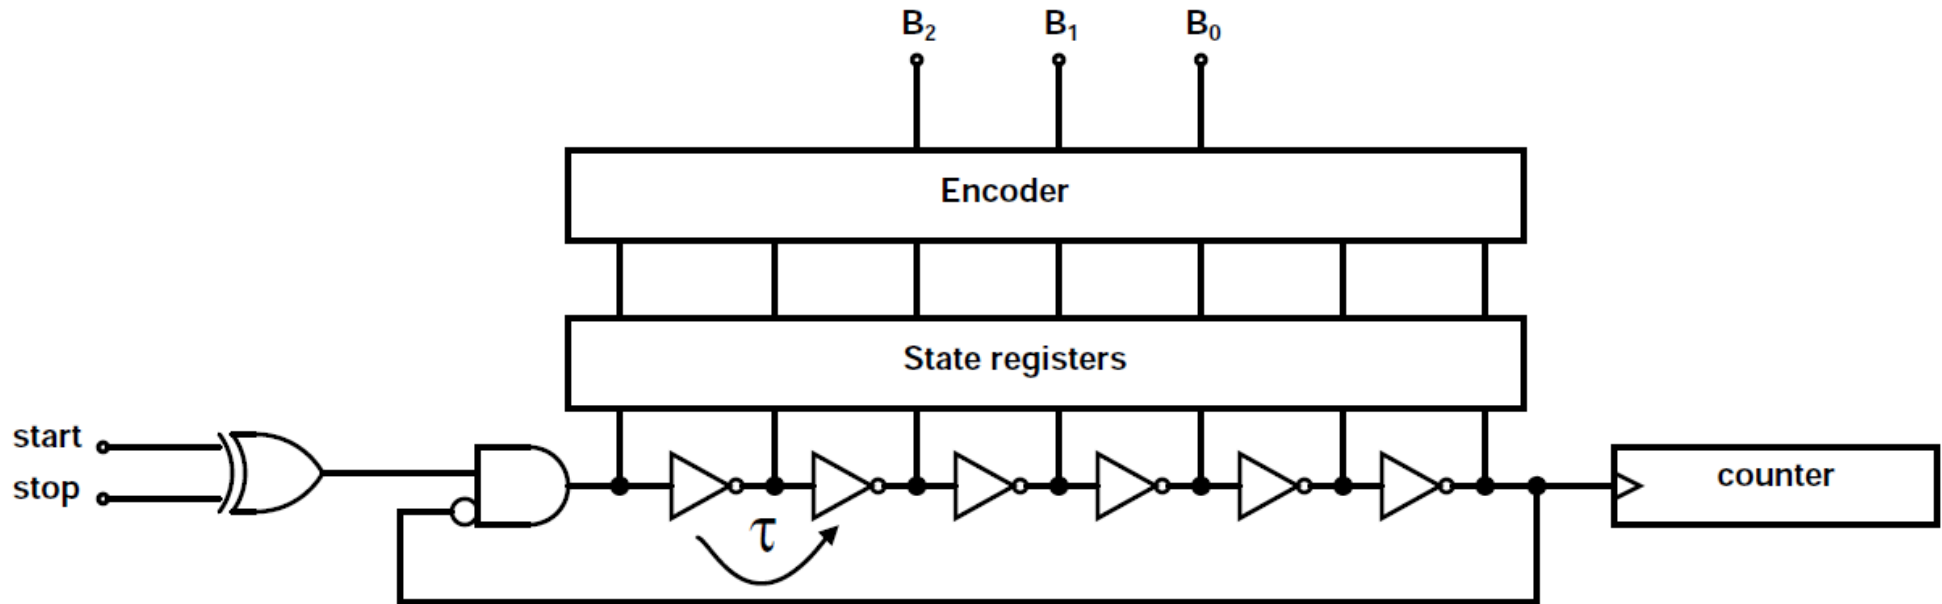 B₂ B₁ B₀
Encoder
State registers
start
stop
τ
counter